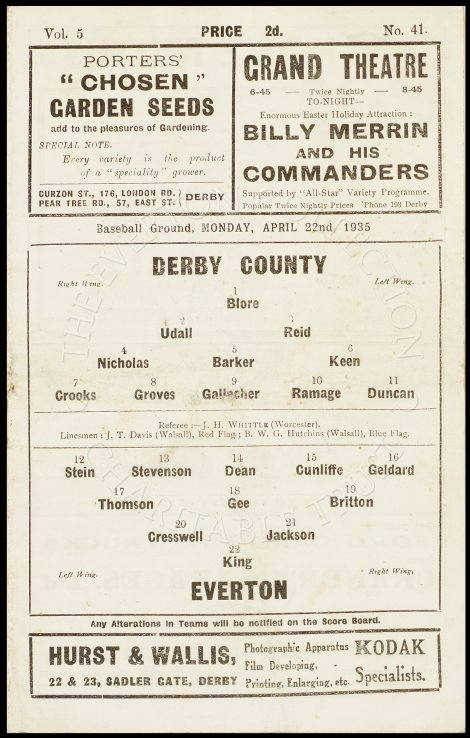 Vol. 5 PRICE 2d. No. 41.
PORTERS'
"CHOSEN"
GARDEN SEEDS
add to the pleasures of Gardening.
SPECIAL NOTE.
Every variety is the product
of a "speciality" grower.
CURZON ST., 176, LONDON RD.
PEAR TREE RD., 57, EAST ST.
DERBY
GRAND THEATRE
6-45 — Twice Nightly — 8-45
TO-NIGHT—
Enormous Easter Holiday Attraction :
BILLY MERRIN
AND HIS
COMMANDERS
Supported by "All-Star" Variety Programme.
Popular Twice Nightly Prices 'Phone 193 Derby
Baseball Ground, MONDAY, APRIL 22nd, 1935
DERBY COUNTY
Right Wing. Left Wing.
1
Blore
2 3
Udall Reid
4 5 6
Nicholas Barker Keen
7 8 9 10 11
Crooks Groves Gallacher Ramage Duncan
Referee :—J. H. WHITTLE (Worcester).
Linesmen : J. T. Davis (Walsall), Red Flag ; B. W. G. Hutchins (Walsall), Blue Flag.
12 13 14 15 16
Stein Stevenson Dean Cunliffe Geldard
17 18 19
Thomson Gee Britton
20 21
Cresswell Jackson
22
King
Left Wing. Right Wing.
EVERTON
Any Alterations in Teams will be notified on the Score Board.
HURST & WALLIS,
22 & 23, SADLER GATE, DERBY
Photographic Apparatus
Film Developing,
Printing, Enlarging, etc.
KODAK
Specialists.
THE EVERTON COLLECTION
CHARITABLE TRUST